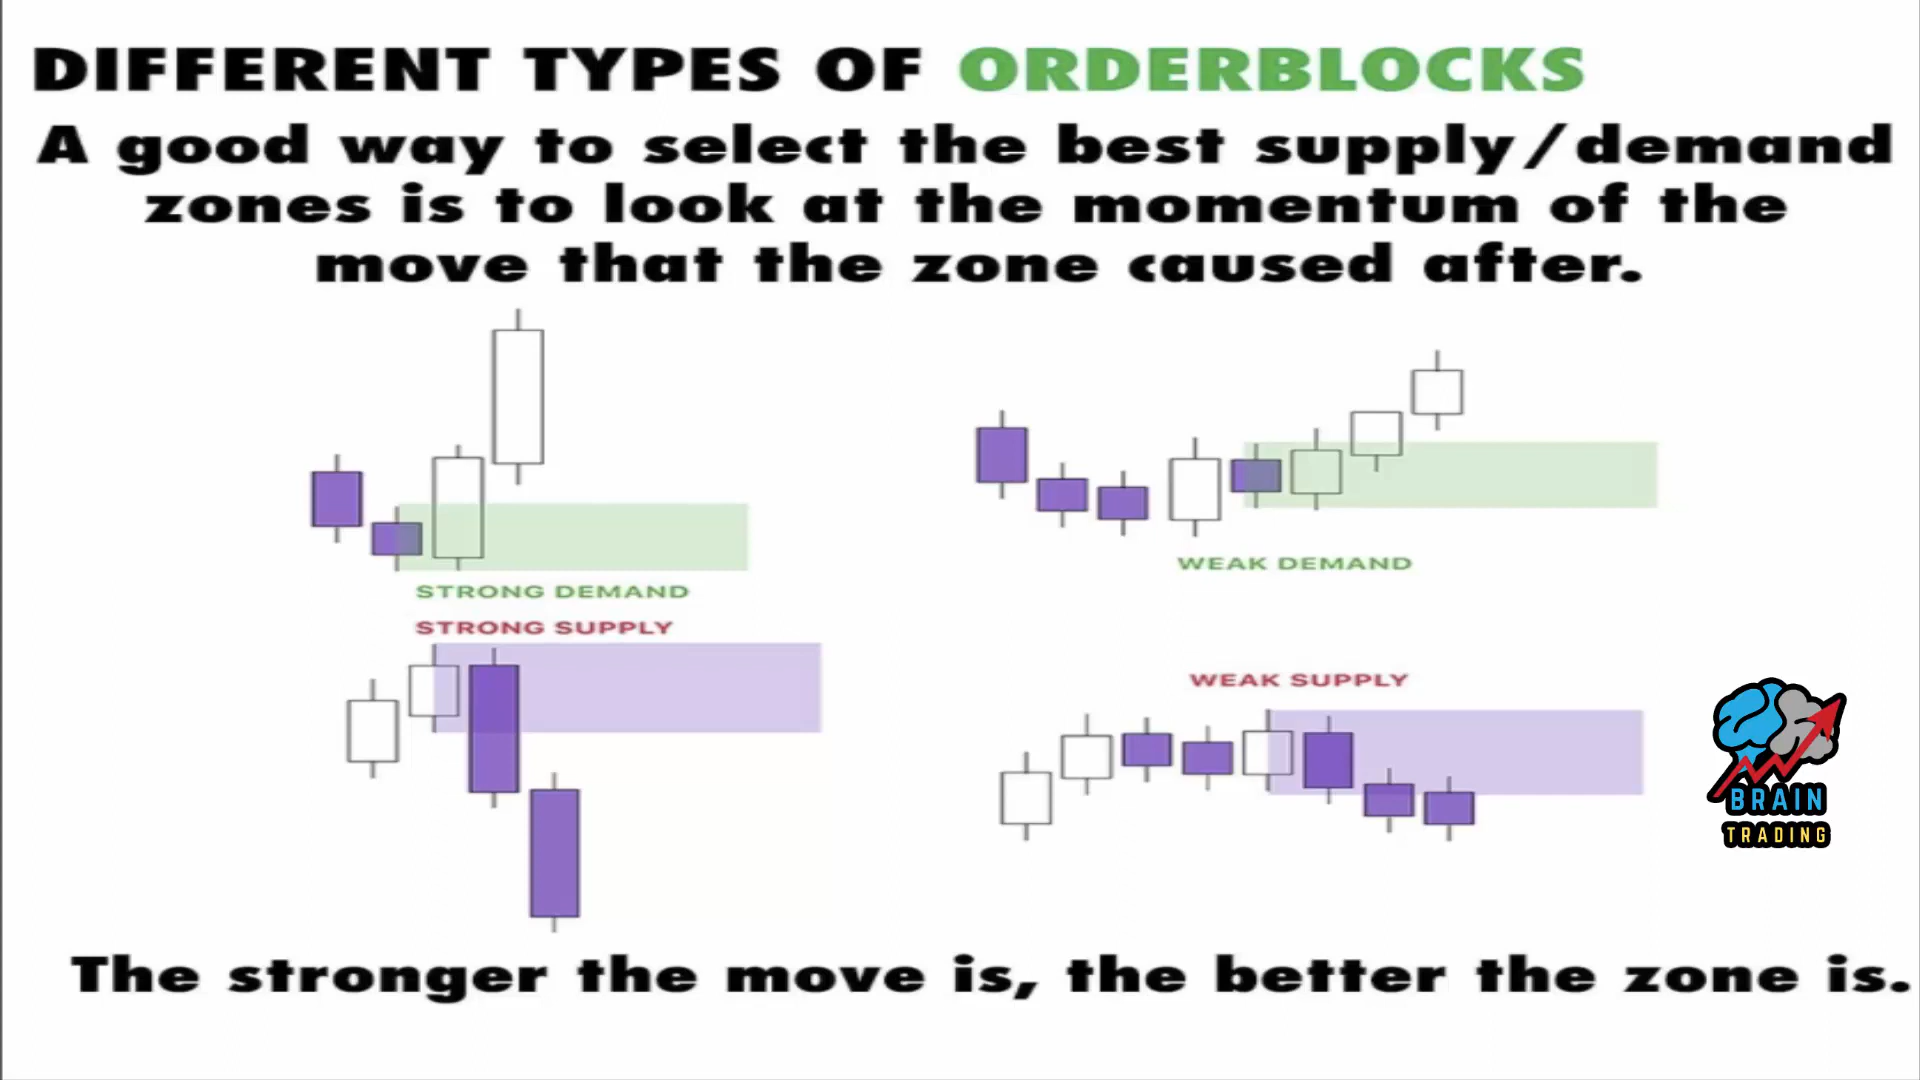 DIFFERENT TYPES OF ORDERBLOCKS
A good way to select the best supply/demand
zones is to look at the momentum of the
move that the zone caused after.
STRONG DEMAND
WEAK DEMAND
STRONG SUPPLY
WEAK SUPPLY
BRAIN
TRADING
The stronger the move is, the better the zone is.